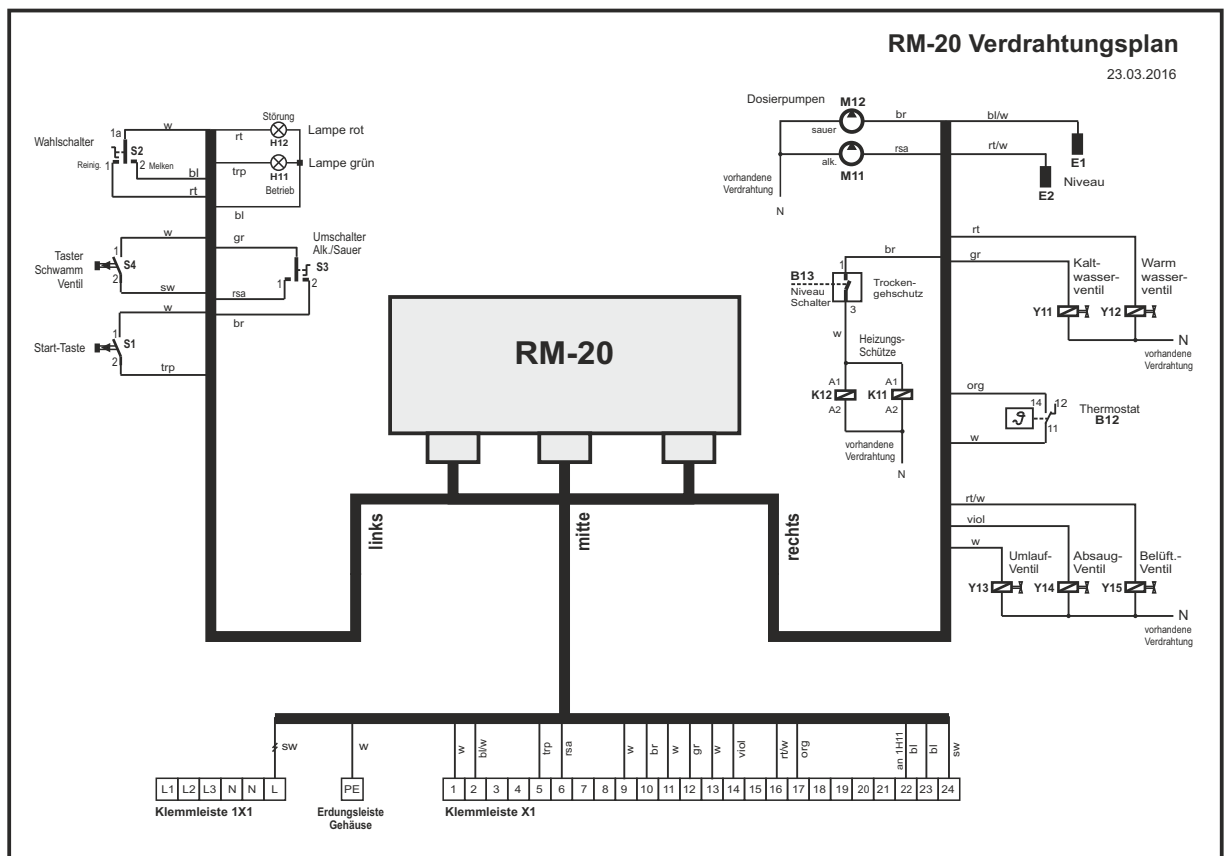 RM-20 Verdrahtungsplan
23.03.2016
Wahlschalter
1a
w
S2
Reinig.
1
2
Melken
bl
rt
Störung
rt
H12
Lampe rot
trp
H11
Betrieb
Lampe grün
bl
Taster
Schwamm
Ventil
w
1
S4
2
sw
gr
Umschalter
Alk./Sauer
S3
1
2
rsa
br
w
Start-Taste
1
S1
2
trp
Dosierpumpen
M12
sauer
br
alk.
M11
rsa
vorhandene
Verdrahtung
N
bl/w
E1
rt/w
E2
Niveau
br
1
B13
Niveau
Schalter
3
Trocken-
gehschutz
w
Heizungs-
Schütze
A1
K12
A2
A1
K11
A2
vorhandene
Verdrahtung
N
rt
gr
Kalt-
wasser-
ventil
Y11
Warm
wasser-
ventil
Y12
N
vorhandene
Verdrahtung
org
14
12
ϑ
11
Thermostat
B12
w
rt/w
viol
w
Umlauf-
Ventil
Y13
Absaug-
Ventil
Y14
Belüft.-
Ventil
Y15
N
vorhandene
Verdrahtung
RM-20
links
mitte
rechts
sw
w
w
bl/w
trp
rsa
w
br
w
gr
w
viol
rt/w
org
an 1H11
bl
bl
sw
L1 L2 L3 N N L
Klemmleiste 1X1
PE
Erdungsleiste
Gehäuse
1 2 3 4 5 6 7 8 9 10 11 12 13 14 15 16 17 18 19 20 21 22 23 24
Klemmleiste X1